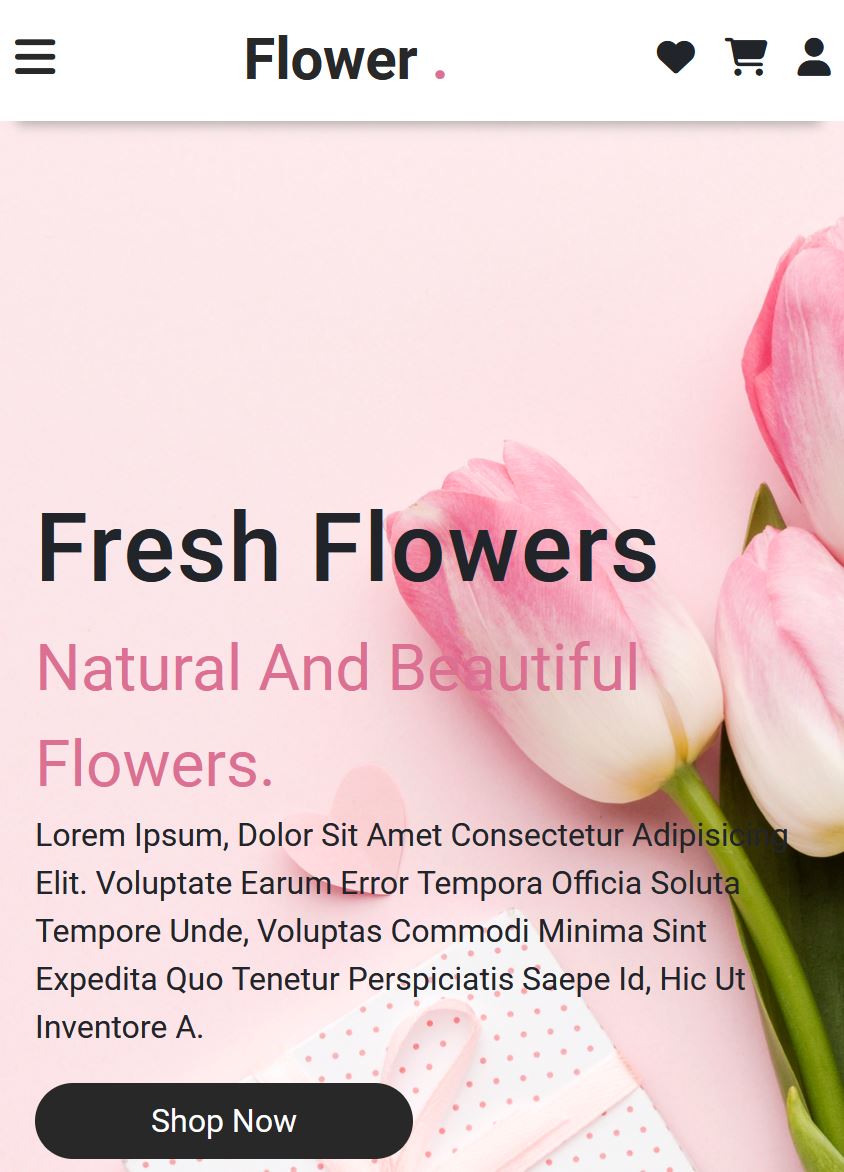 Flower .
Fresh Flowers
Natural And Beautiful
Flowers.
Lorem Ipsum, Dolor Sit Amet Consectetur Adipisicing
Elit. Voluptate Earum Error Tempora Officia Soluta
Tempore Unde, Voluptas Commodi Minima Sint
Expedita Quo Tenetur Perspiciatis Saepe Id, Hic Ut
Inventore A.
Shop Now